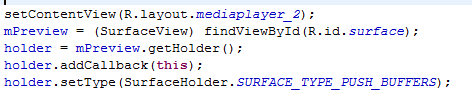 setContentView(R.layout.mediaplayer_2);
mPreview = (SurfaceView) findViewById(R.id.surface);
holder = mPreview.getHolder();
holder.addCallback(this);
holder.setType(SurfaceHolder.SURFACE_TYPE_PUSH_BUFFERS);